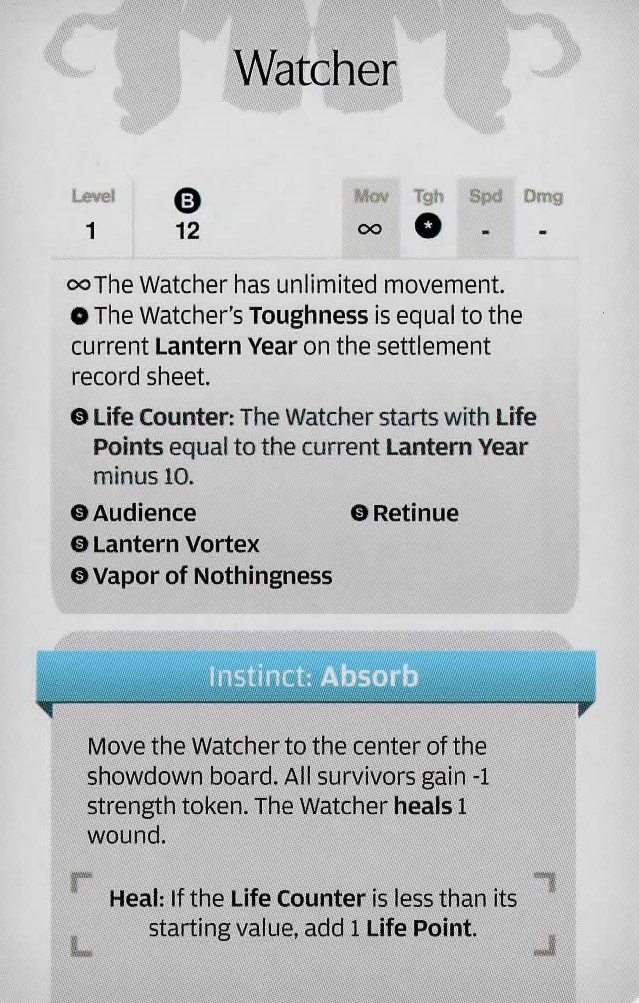 Watcher
Level B Mov Tgh Spd Dmg
1 12 ∞ * - -
∞ The Watcher has unlimited movement.
* The Watcher's Toughness is equal to the
current Lantern Year on the settlement
record sheet.
S Life Counter: The Watcher starts with Life
Points equal to the current Lantern Year
minus 10.
S Audience S Retinue
S Lantern Vortex
S Vapor of Nothingness
Instinct: Absorb
Move the Watcher to the center of the
showdown board. All survivors gain -1
strength token. The Watcher heals 1
wound.
Heal: If the Life Counter is less than its
starting value, add 1 Life Point.